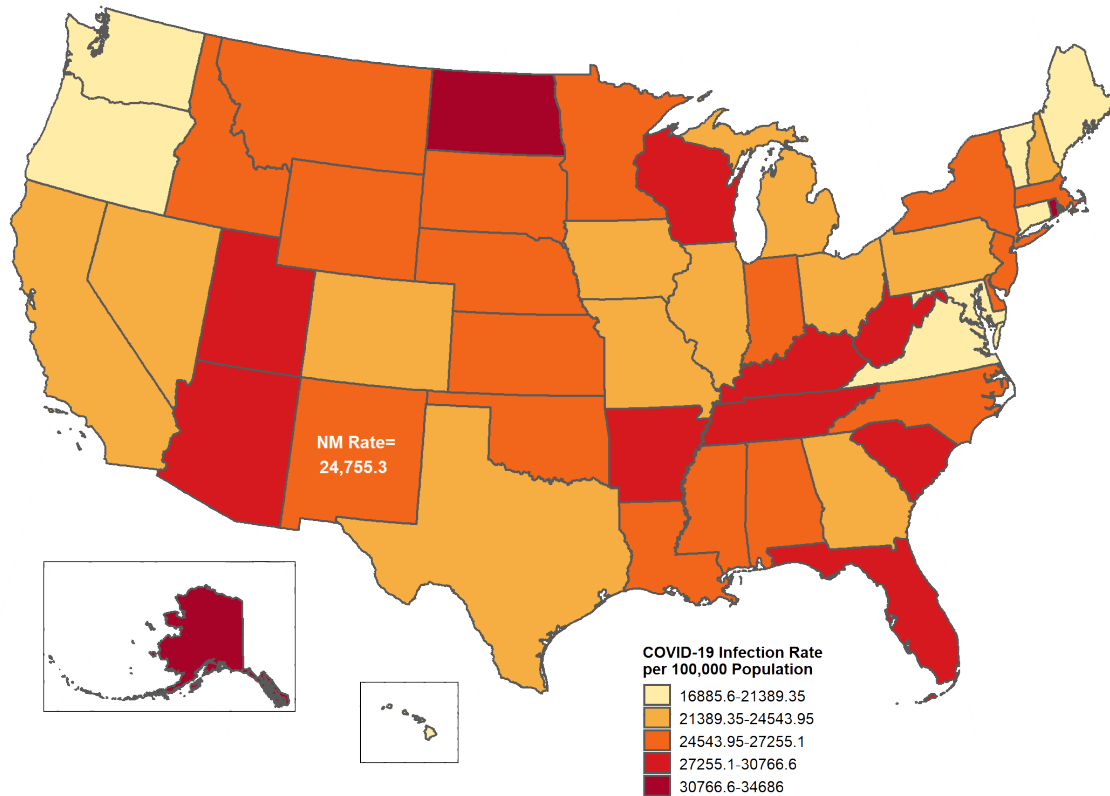 NM Rate=
24,755.3
COVID-19 Infection Rate
per 100,000 Population
16885.6-21389.35
21389.35-24543.95
24543.95-27255.1
27255.1-30766.6
30766.6-34686